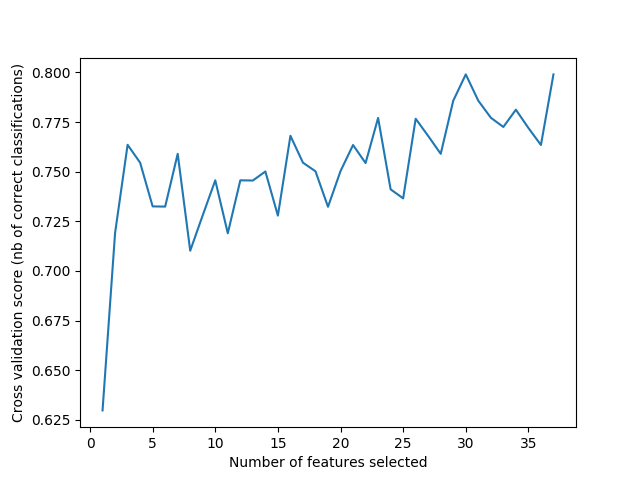 Cross validation score (nb of correct classifications)
0.800
0.775
0.750
0.725
0.700
0.675
0.650
0.625
0 5 10 15 20 25 30 35
Number of features selected